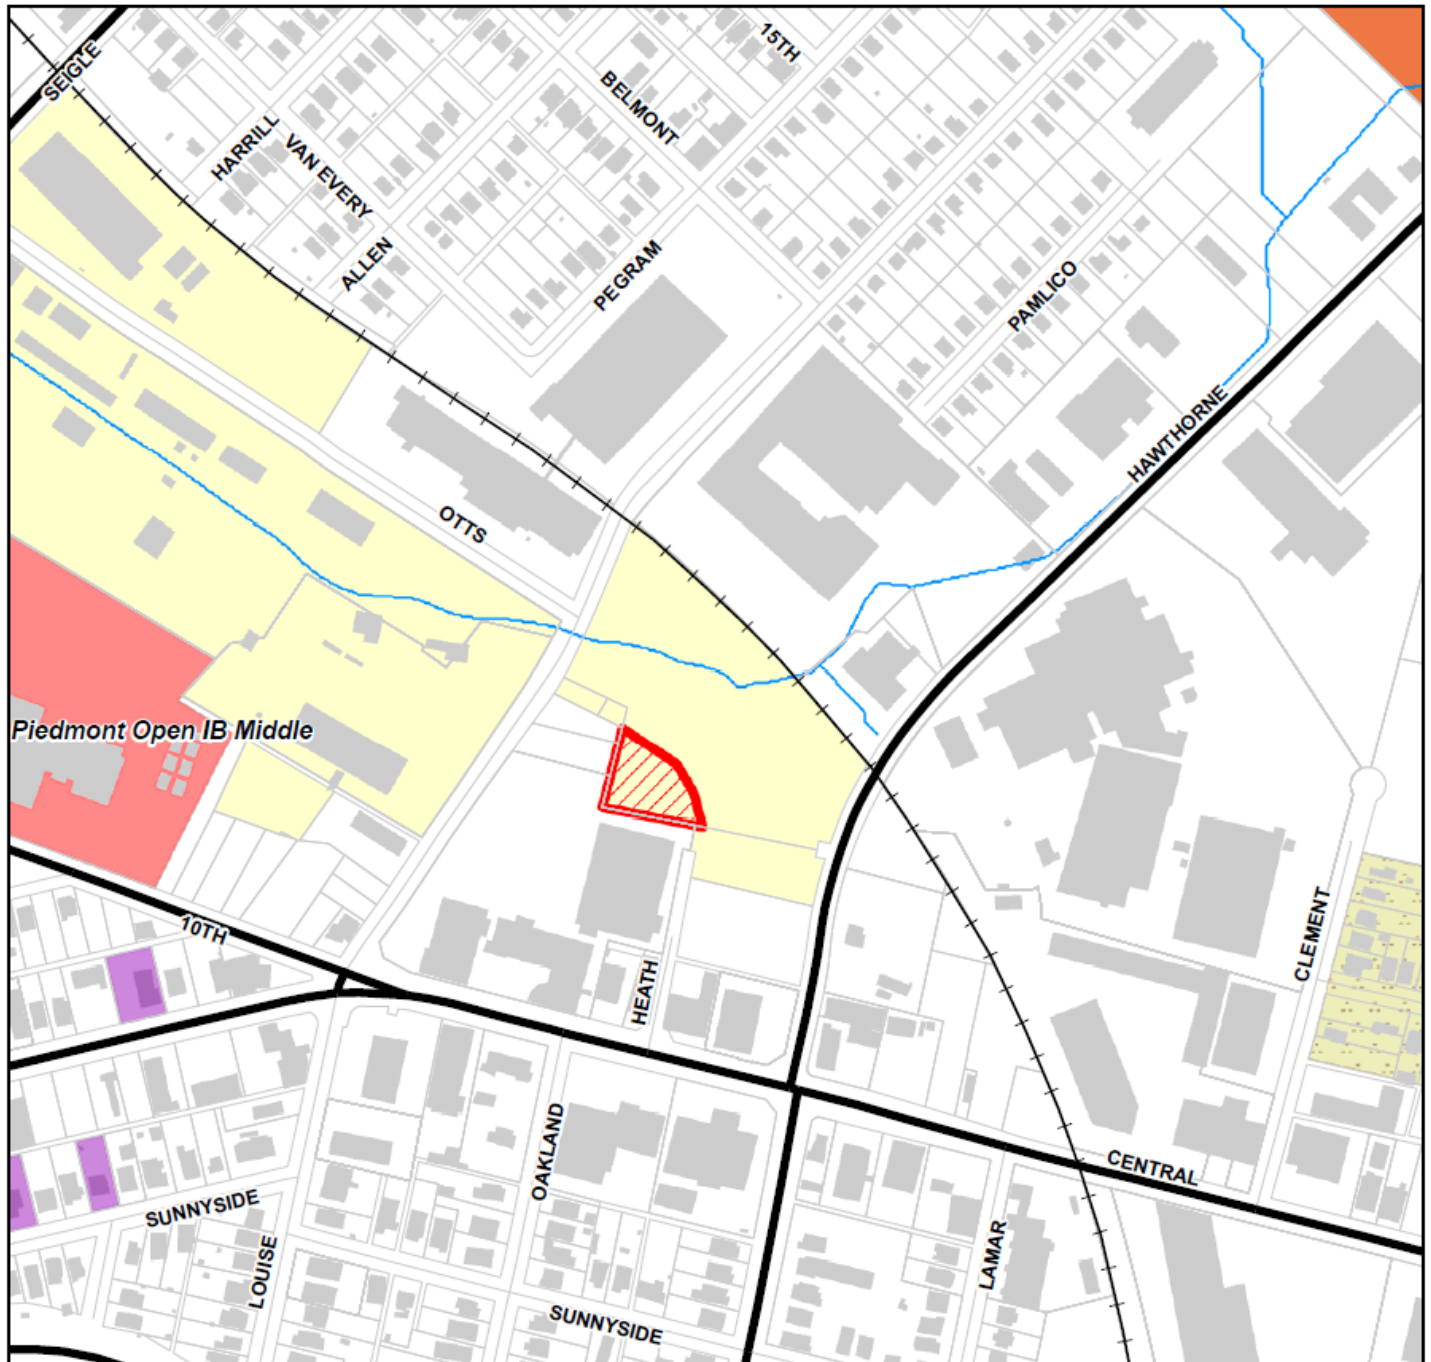 15TH
SEIGLE
BELMONT
HARRILL
VAN EVERY
ALLEN
PEGRAM
PAMLICO
HAWTHORNE
OTTS
Piedmont Open IB Middle
10TH
CLEMENT
HEATH
OAKLAND
CENTRAL
SUNNYSIDE
LOUISE
LAMAR
SUNNYSIDE